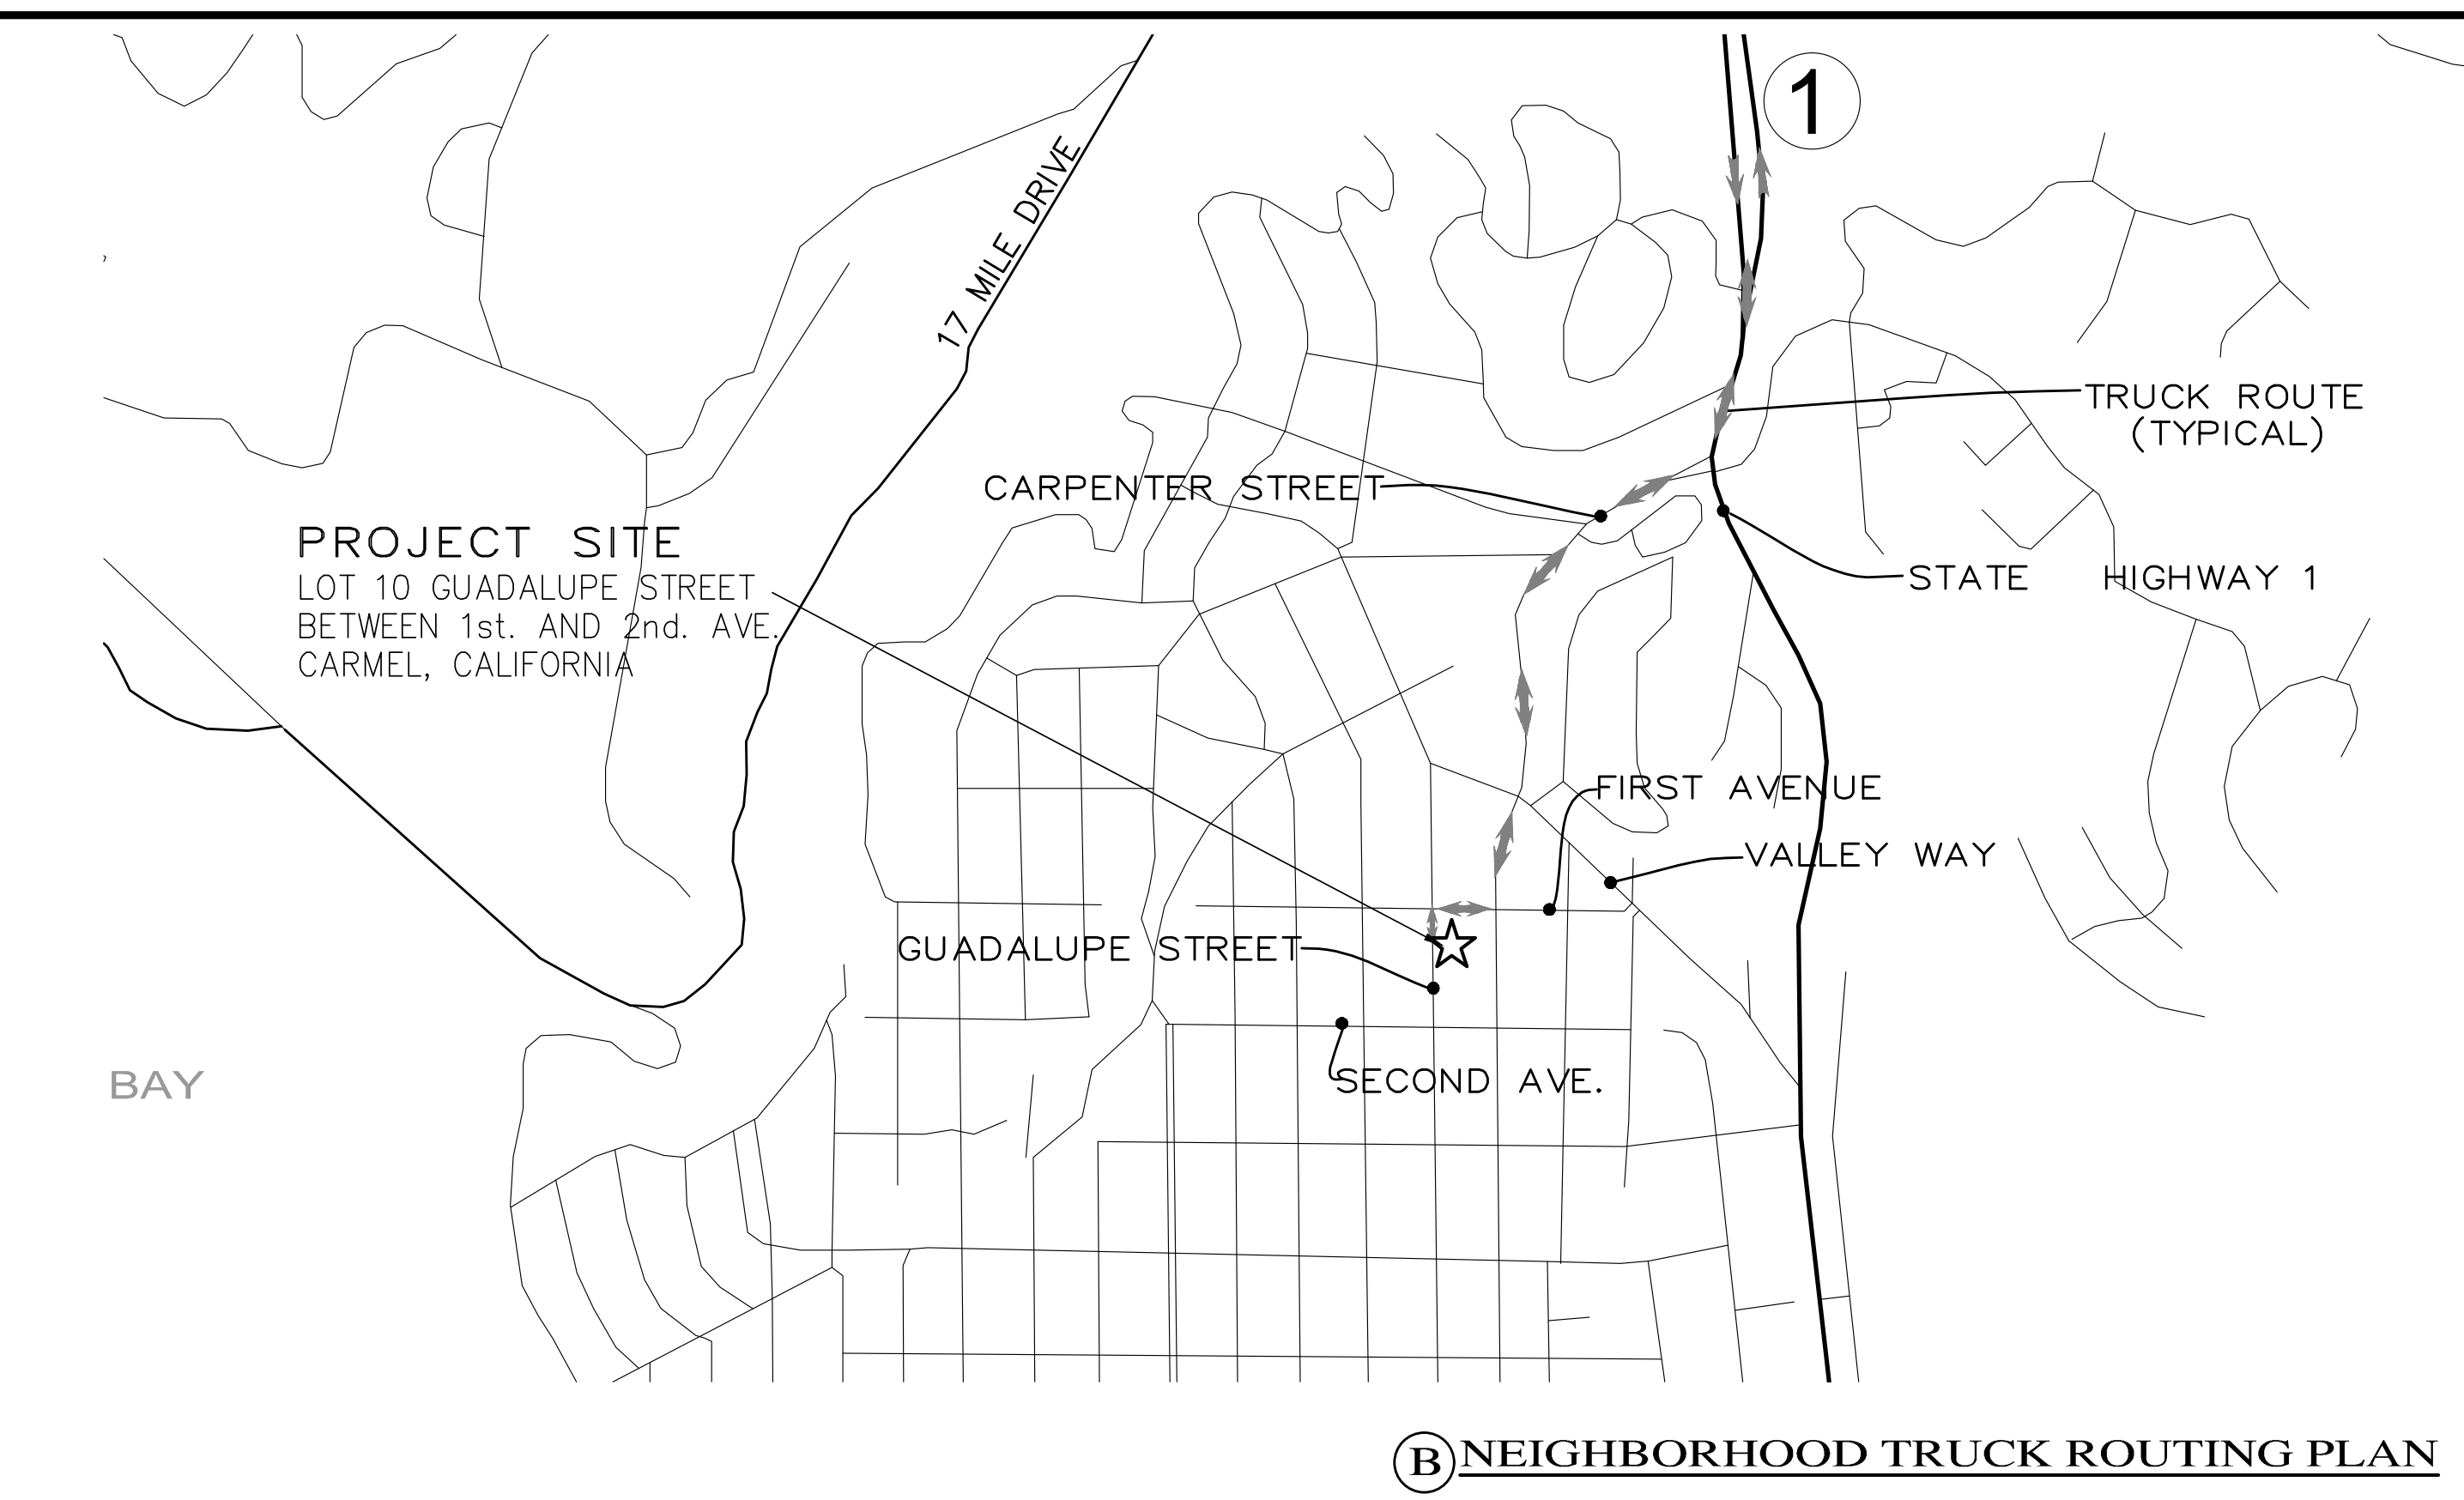 1
17 MILE DRIVE
TRUCK ROUTE
(TYPICAL)
CARPENTER STREET
PROJECT SITE
LOT 10 GUADALUPE STREET
BETWEEN 1st. AND 2nd. AVE.
CARMEL, CALIFORNIA
STATE HIGHWAY 1
FIRST AVENUE
VALLEY WAY
GUADALUPE STREET
SECOND AVE.
BAY
B NEIGHBORHOOD TRUCK ROUTING PLAN